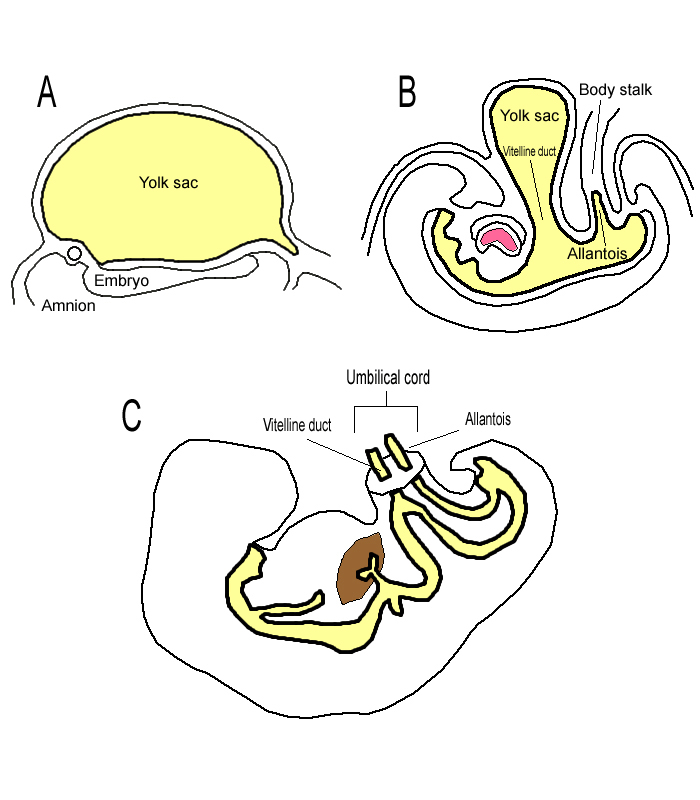 A
Yolk sac
Embryo
Amnion
B
Body stalk
Yolk sac
Vitelline duct
Allantois
C
Umbilical cord
Vitelline duct
Allantois